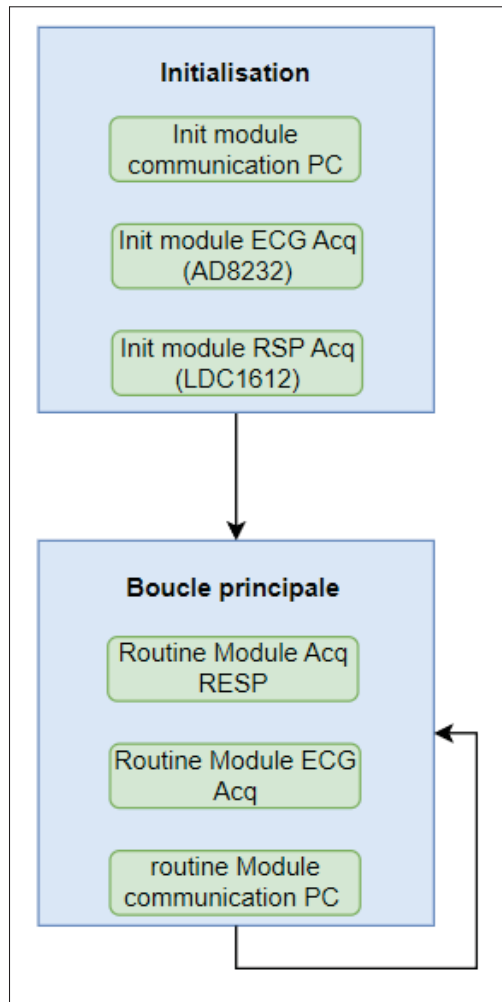 Initialisation
Init module
communication PC
Init module ECG Acq
(AD8232)
Init module RSP Acq
(LDC1612)
Boucle principale
Routine Module Acq
RESP
Routine Module ECG
Acq
routine Module
communication PC